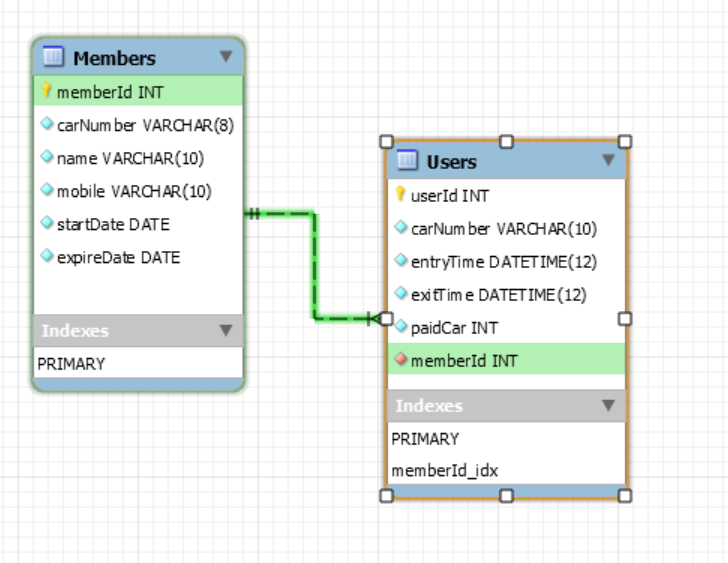 Members
memberId INT
carNumber VARCHAR(8)
name VARCHAR(10)
mobile VARCHAR(10)
startDate DATE
expireDate DATE
Indexes
PRIMARY
Users
userId INT
carNumber VARCHAR(10)
entryTime DATETIME(12)
exitTime DATETIME(12)
paidCar INT
memberId INT
Indexes
PRIMARY
memberId_idx